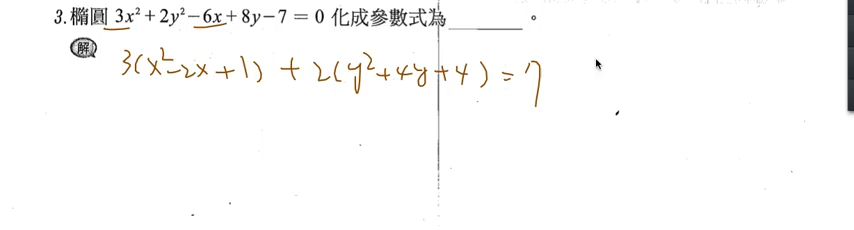 3. 橢圓 3x²+2y²−6x+8y−7 = 0 化成參數式為________。
解 3(x²-2x+1) + 2(y²+4y+4) = 7